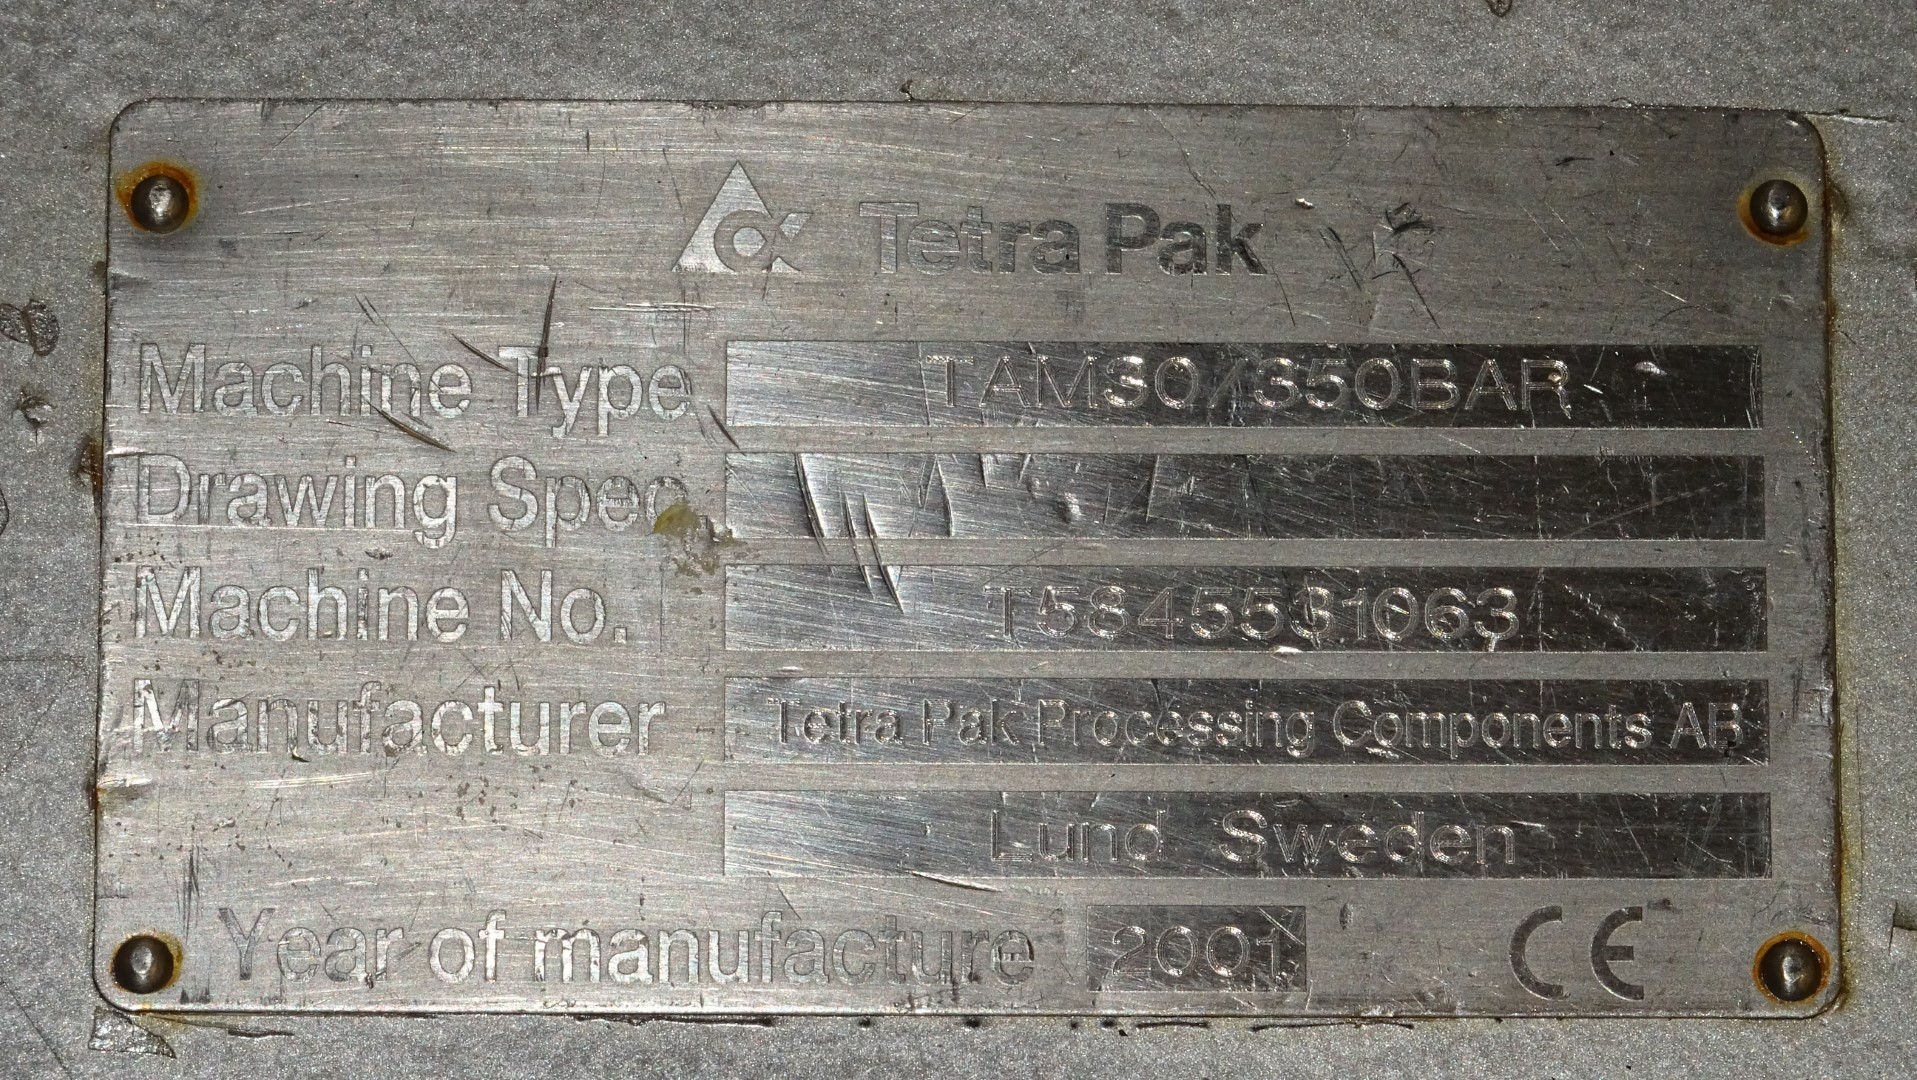 Tetra Pak
Machine Type TAM30/350BAR
Drawing Spec
Machine No. T5845531063
Manufacturer Tetra Pak Processing Components AB
Lund Sweden
Year of manufacture 2001 CE